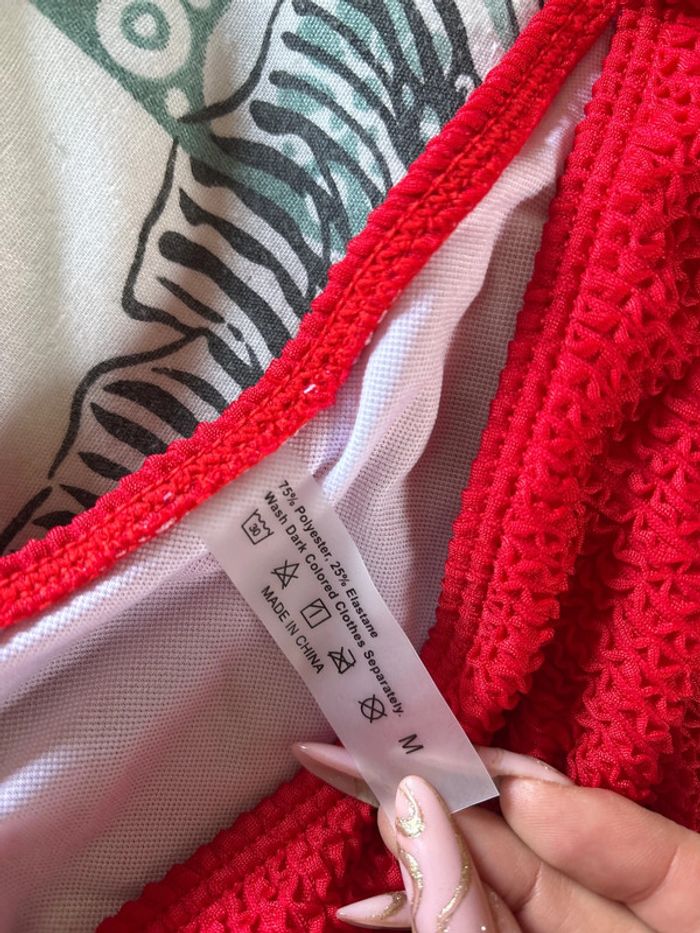 75% Polyester, 25% Elastane
Wash Dark Colored Clothes Separately.
30
MADE IN CHINA
M